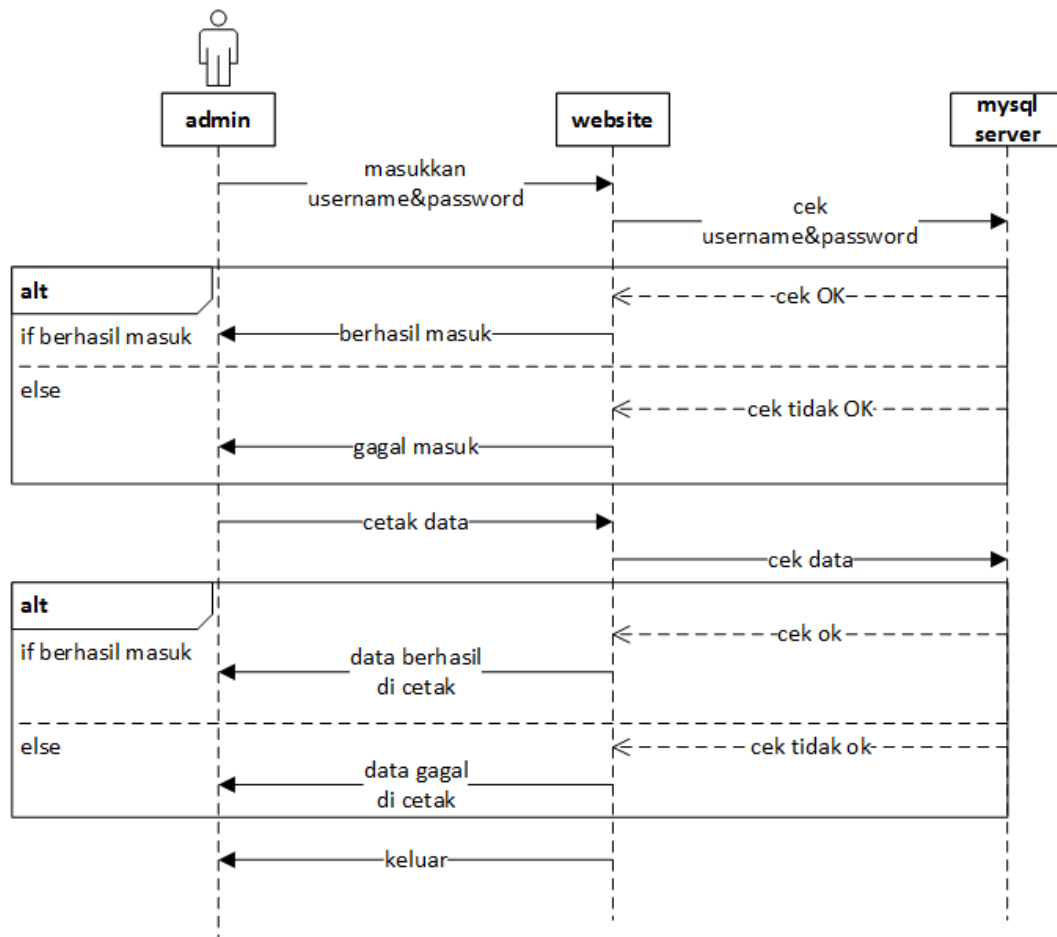 admin
website
mysql
server
masukkan
username&password
cek
username&password
alt
cek OK
if berhasil masuk
berhasil masuk
else
cek tidak OK
gagal masuk
cetak data
cek data
alt
cek ok
if berhasil masuk
data berhasil
di cetak
else
cek tidak ok
data gagal
di cetak
keluar